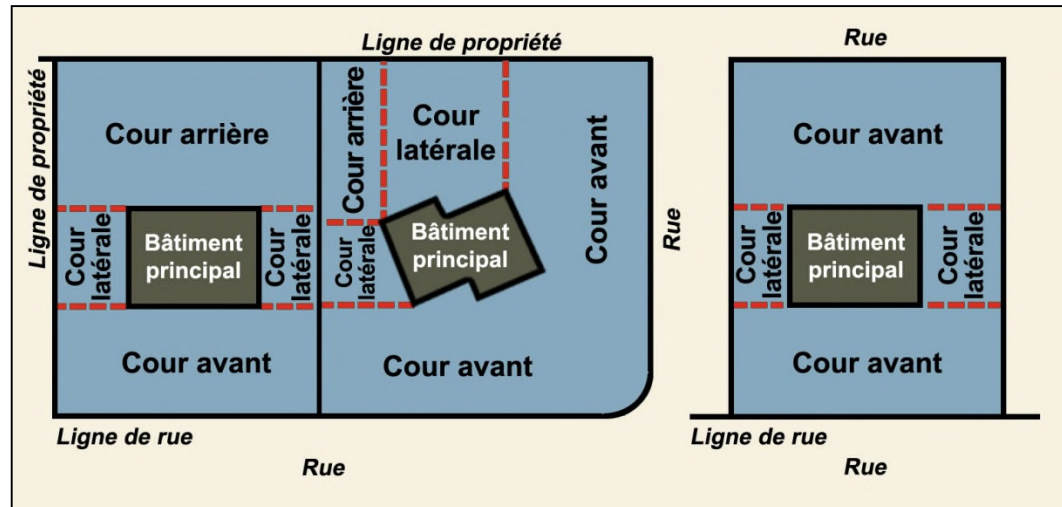 Ligne de propriété
Rue
Ligne de propriété
Cour arrière
Cour arrière
Cour
latérale
Cour avant
Rue
Cour avant
Cour
latérale
Bâtiment
principal
Cour
latérale
Cour
latérale
Bâtiment
principal
Cour
latérale
Bâtiment
principal
Cour
latérale
Cour avant
Cour avant
Cour avant
Ligne de rue
Rue
Ligne de rue
Rue